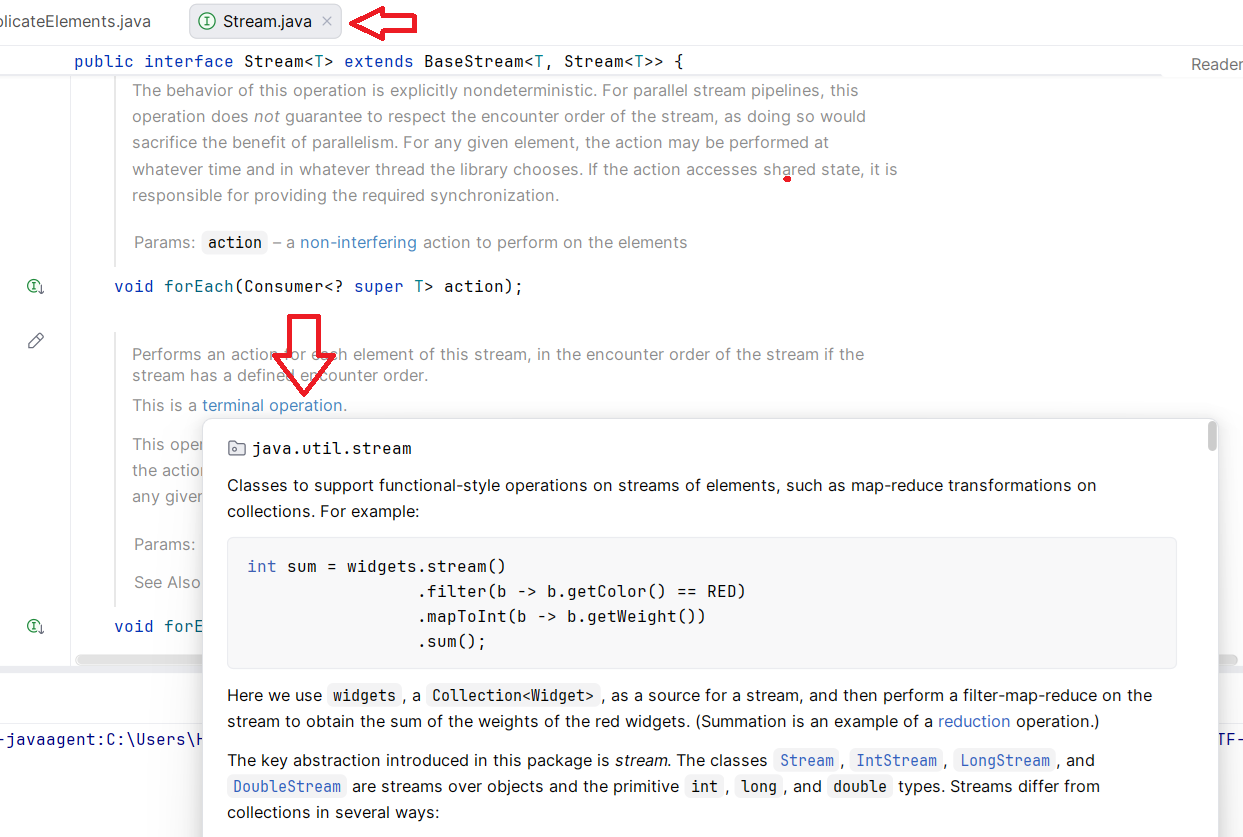 plicateElements.java
Stream.java
public interface Stream<T> extends BaseStream<T, Stream<T>> {
Reader
The behavior of this operation is explicitly nondeterministic. For parallel stream pipelines, this
operation does not guarantee to respect the encounter order of the stream, as doing so would
sacrifice the benefit of parallelism. For any given element, the action may be performed at
whatever time and in whatever thread the library chooses. If the action accesses shared state, it is
responsible for providing the required synchronization.
Params: action – a non-interfering action to perform on the elements
void forEach(Consumer<? super T> action);
Performs an action for each element of this stream, in the encounter order of the stream if the
stream has a defined encounter order.
This is a terminal operation.
This oper
the actio
any given
Params:
See Also
void forE
java.util.stream
Classes to support functional-style operations on streams of elements, such as map-reduce transformations on
collections. For example:
int sum = widgets.stream()
.filter(b -> b.getColor() == RED)
.mapToInt(b -> b.getWeight())
.sum();
Here we use widgets, a Collection<Widget>, as a source for a stream, and then perform a filter-map-reduce on the
stream to obtain the sum of the weights of the red widgets. (Summation is an example of a reduction operation.)
The key abstraction introduced in this package is stream. The classes Stream, IntStream, LongStream, and
DoubleStream are streams over objects and the primitive int, long, and double types. Streams differ from
collections in several ways:
-javaagent:C:\Users\H
TF-